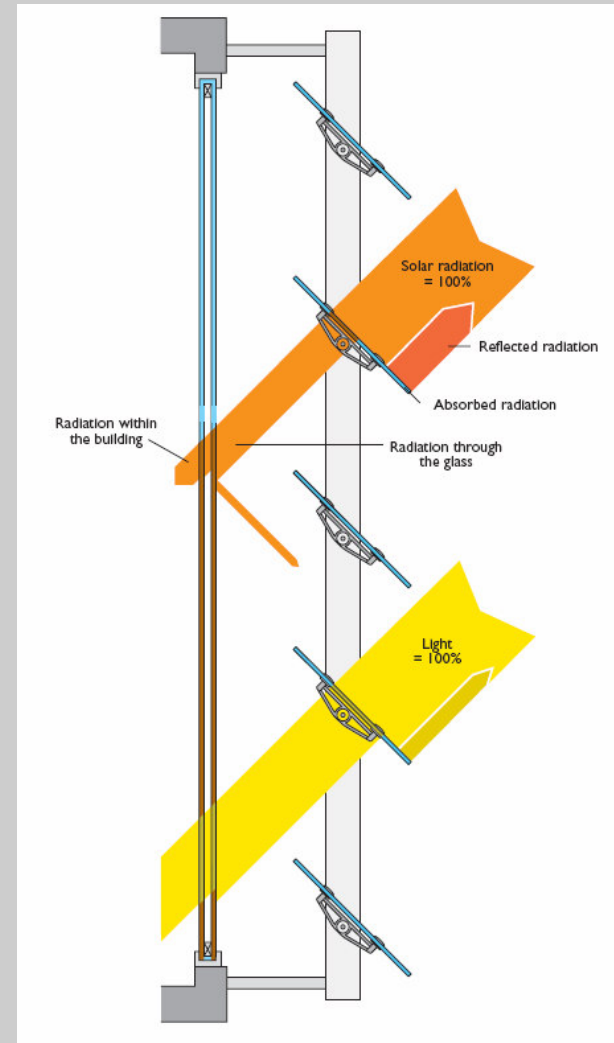 Solar radiation
= 100%
Reflected radiation
Absorbed radiation
Radiation within
the building
Radiation through
the glass
Light
= 100%